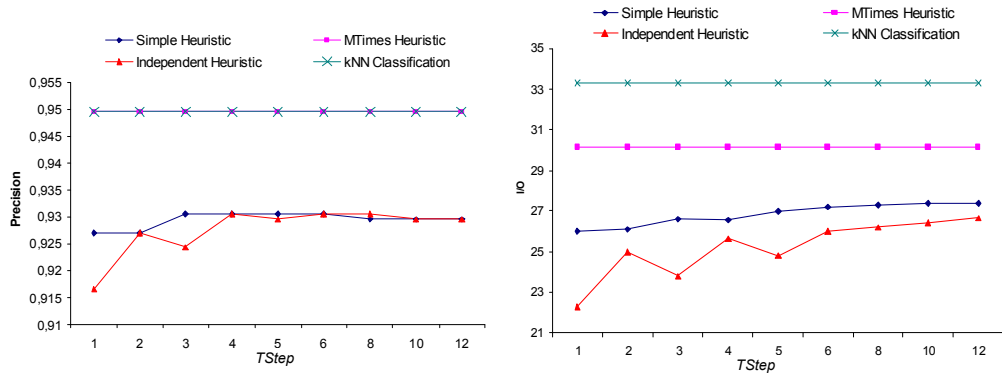 Simple Heuristic MTimes Heuristic
Independent Heuristic kNN Classification
0,955
0,95
0,945
0,94
0,935
0,93
0,925
0,92
0,915
0,91
Precision
1 2 3 4 5 6 8 10 12
TStep
Simple Heuristic MTimes Heuristic
Independent Heuristic kNN Classification
35
33
31
29
27
25
23
21
I/O
1 2 3 4 5 6 8 10 12
TStep